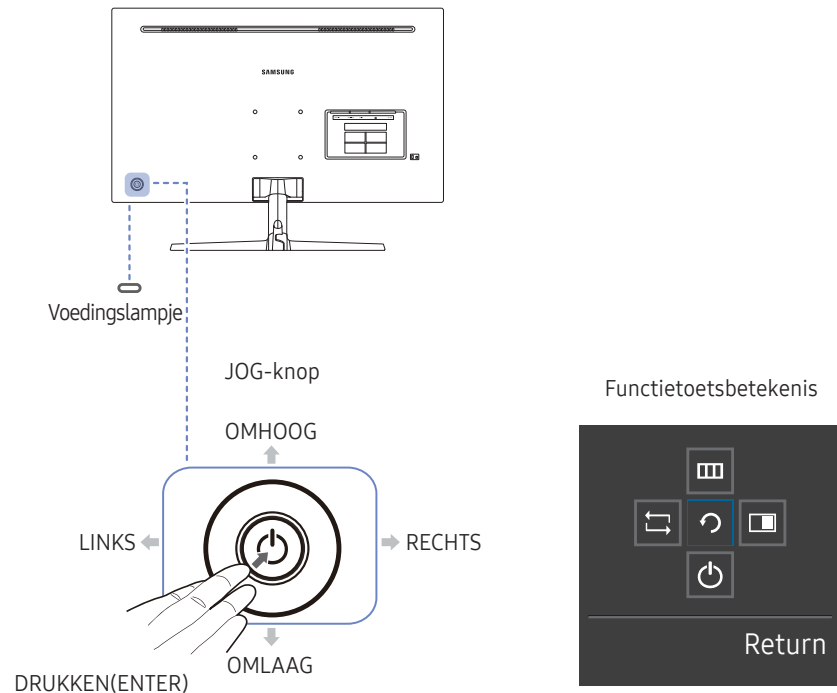 SAMSUNG
Voedingslampje
JOG-knop
Functietoetsbetekenis
OMHOOG
LINKS
RECHTS
OMLAAG
DRUKKEN(ENTER)
Return